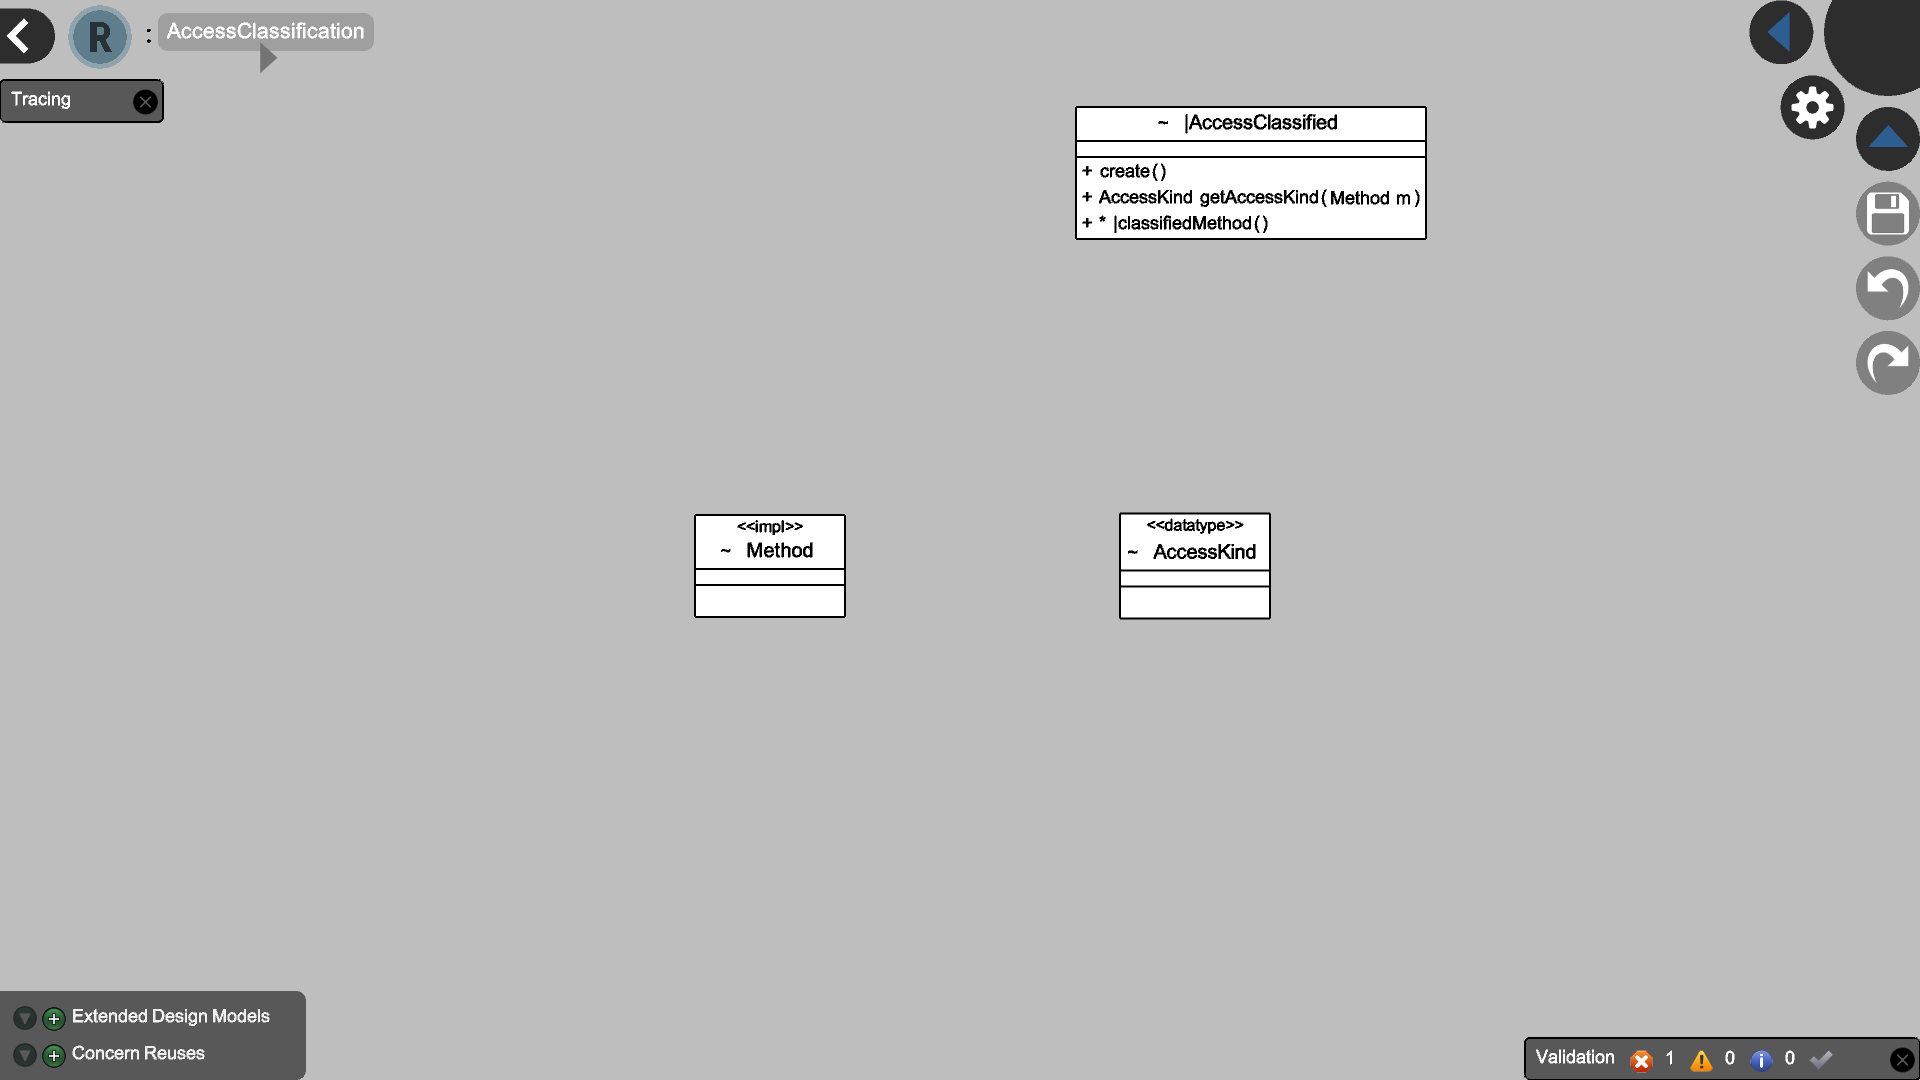 R : AccessClassification
Tracing
~ |AccessClassified
+ create()
+ AccessKind getAccessKind(Method m)
+ * |classifiedMethod()
<<impl>>
~ Method
<<datatype>>
~ AccessKind
Extended Design Models
Concern Reuses
Validation 1 0 0